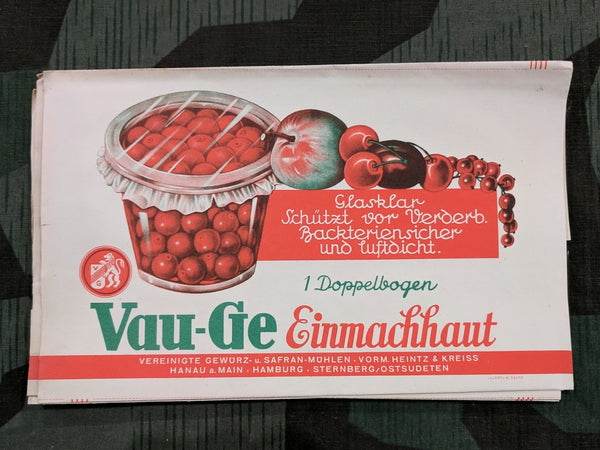 Glasklar
Schützt vor Verderb.
Backteriensicher
und luftdicht.
1 Doppelbogen
Vau-Ge Einmachhaut
VEREINIGTE GEWÜRZ- u. SAFRAN-MÜHLEN · VORM. HEINTZ & KREISS
HANAU a. MAIN · HAMBURG · STERNBERG/OSTSUDETEN